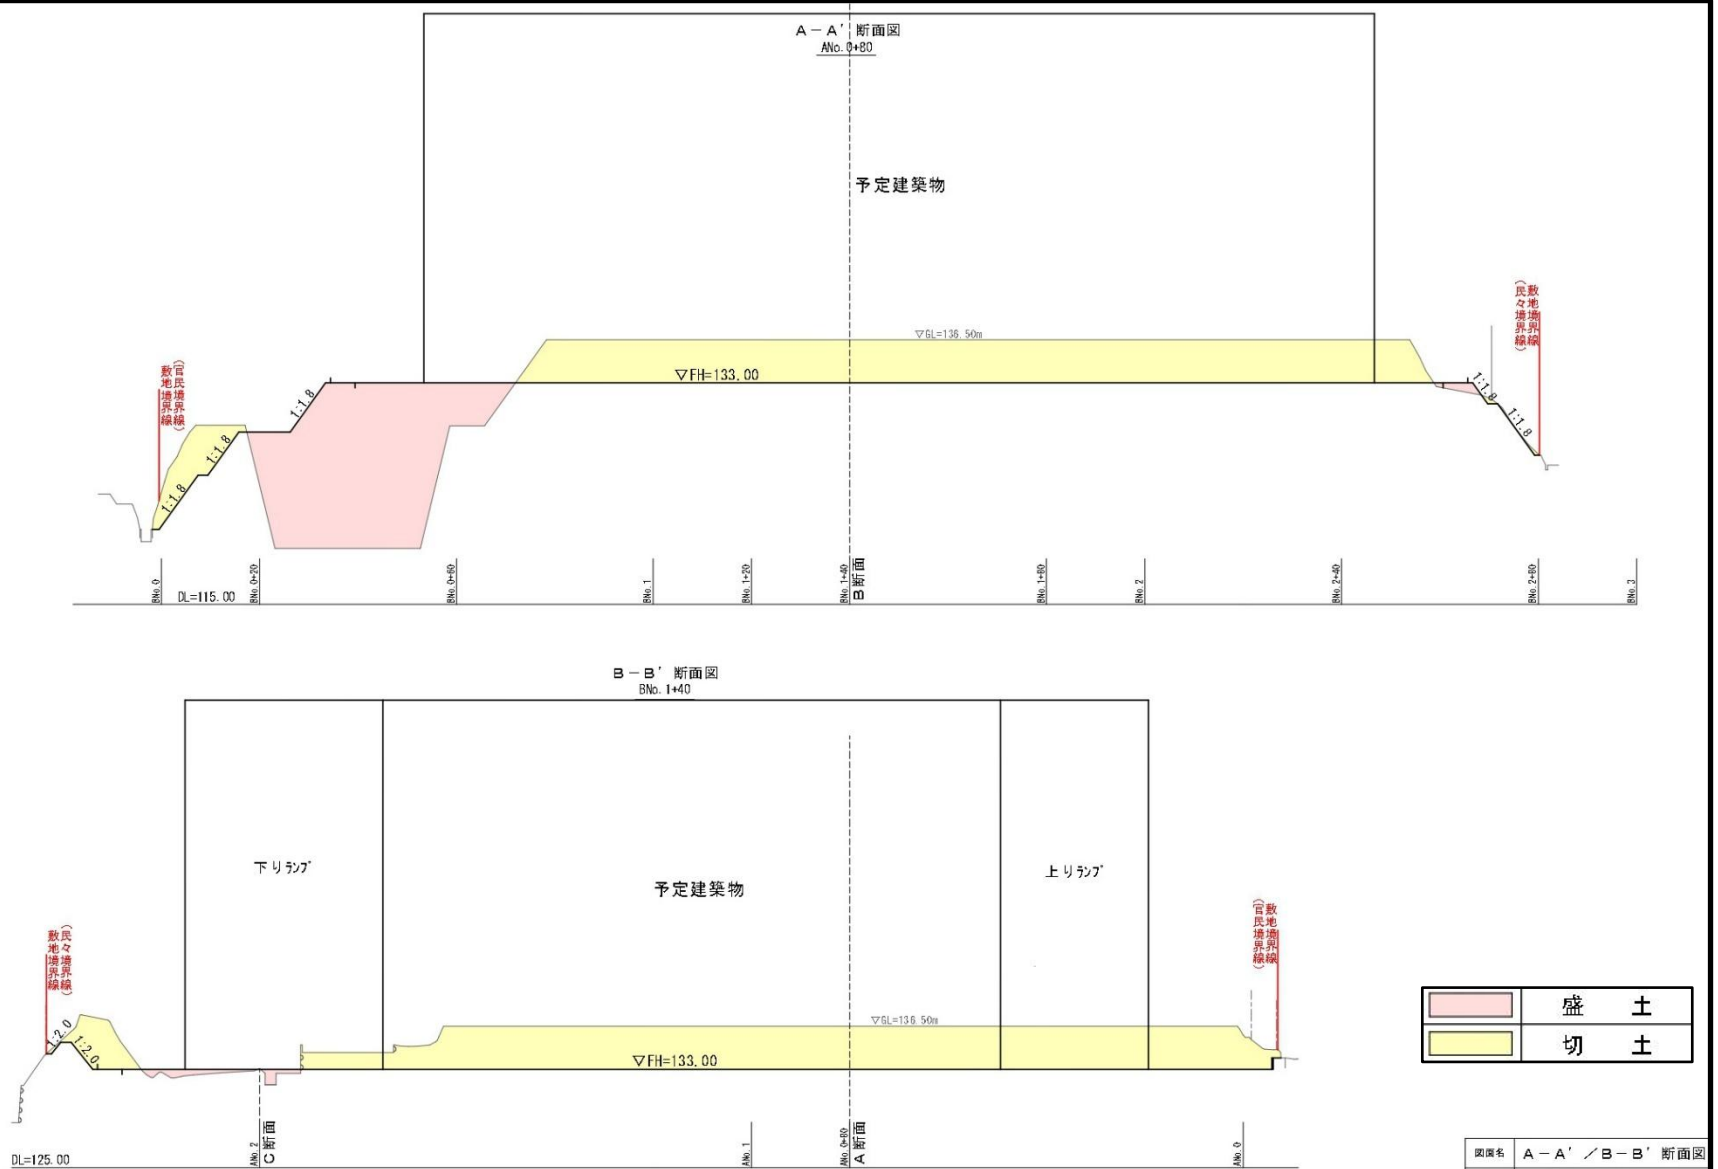 A－A’ 断面図
ANo. 0+80
予定建築物
▽GL=136.50m
▽FH=133.00
敷地境界線
(官民境界線)
敷地境界線
(民々境界線)
1:1.8
1:1.8
1:1.8
1:1.8
1:1.8
BNo. 0
DL=115.00
BNo. 0+20
BNo. 0+60
BNo. 1
BNo. 1+20
BNo. 1+40
B断面
BNo. 1+80
BNo. 2
BNo. 2+40
BNo. 2+80
BNo. 3
B－B’ 断面図
BNo. 1+40
下りﾗﾝﾌﾟ
予定建築物
上りﾗﾝﾌﾟ
敷地境界線
(民々境界線)
敷地境界線
(官民境界線)
1:2.0
1:2.0
▽GL=136.50m
▽FH=133.00
盛 土
切 土
DL=125.00
ANo. 2
C断面
ANo. 1
ANo. 0+80
A断面
ANo. 0
図面名 A－A’／B－B’ 断面図